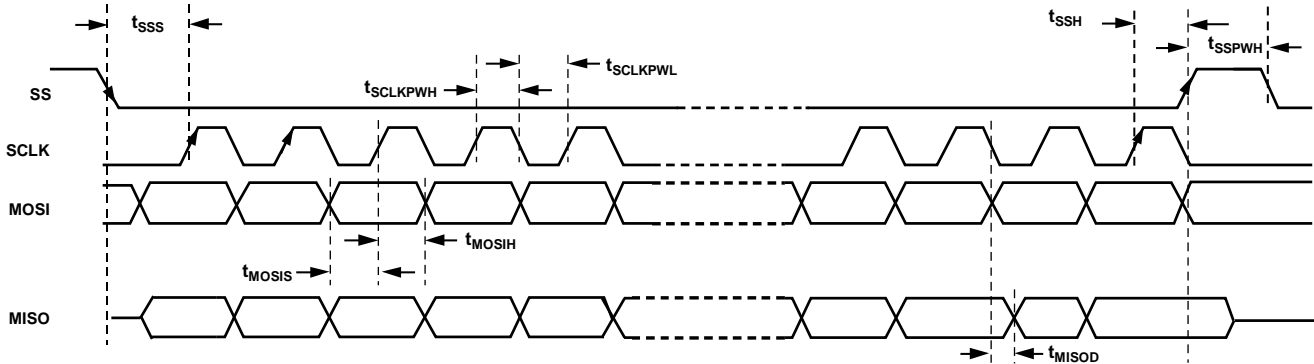 tSSS
tSSH
tSSPWH
tSCLKPWL
tSCLKPWH
SS
SCLK
MOSI
tMOSIH
tMOSIS
MISO
tMISOD